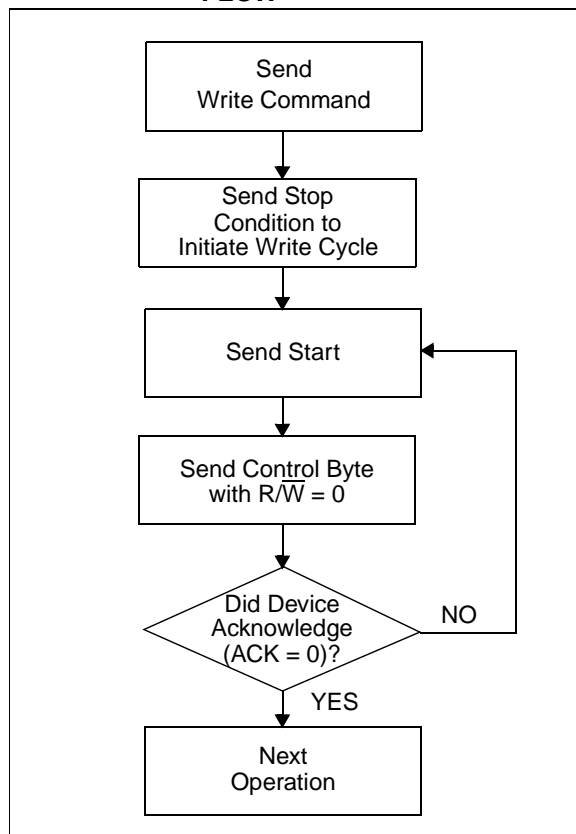 FLOW
Send
Write Command
Send Stop
Condition to
Initiate Write Cycle
Send Start
Send Control Byte
with R/W̅ = 0
Did Device
Acknowledge
(ACK = 0)?
NO
YES
Next
Operation